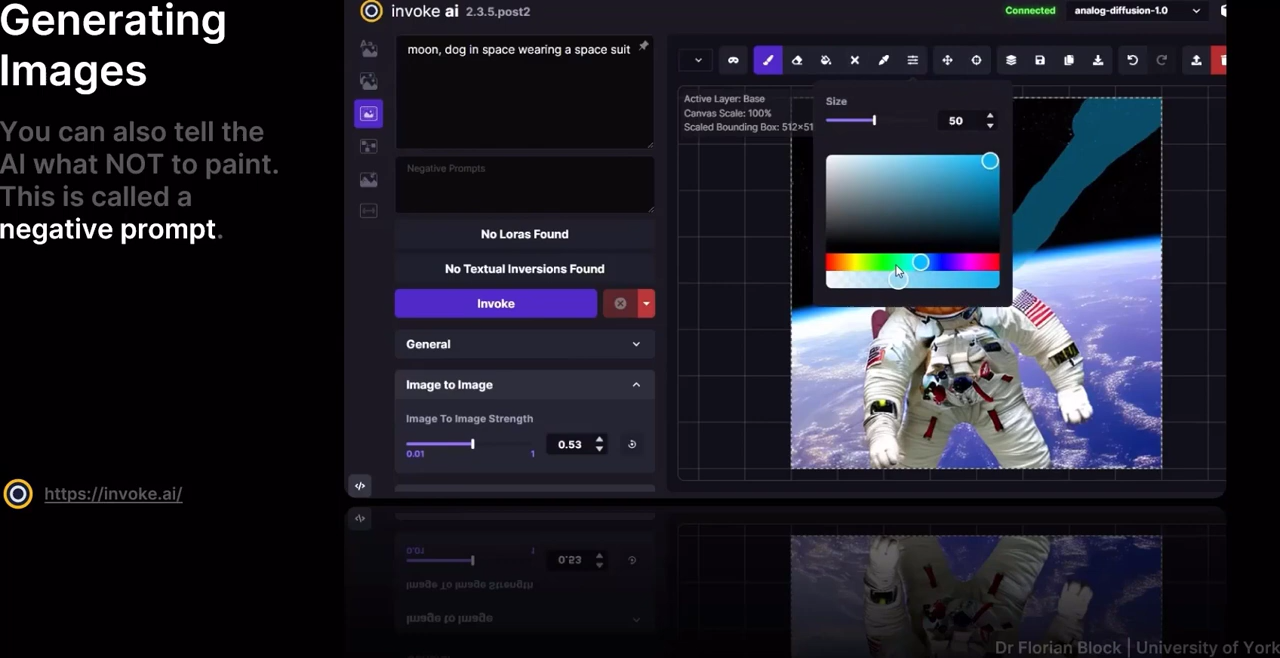 Generating
Images
You can also tell the
AI what NOT to paint.
This is called a
negative prompt.
https://invoke.ai/
invoke ai 2.3.5.post2
Connected
analog-diffusion-1.0
moon, dog in space wearing a space suit
Negative Prompts
No Loras Found
No Textual Inversions Found
Invoke
General
Image to Image
Image To Image Strength
0.53
0.01
1
Active Layer: Base
Canvas Scale: 100%
Scaled Bounding Box: 512×51
Size
50
Dr Florian Block | University of York